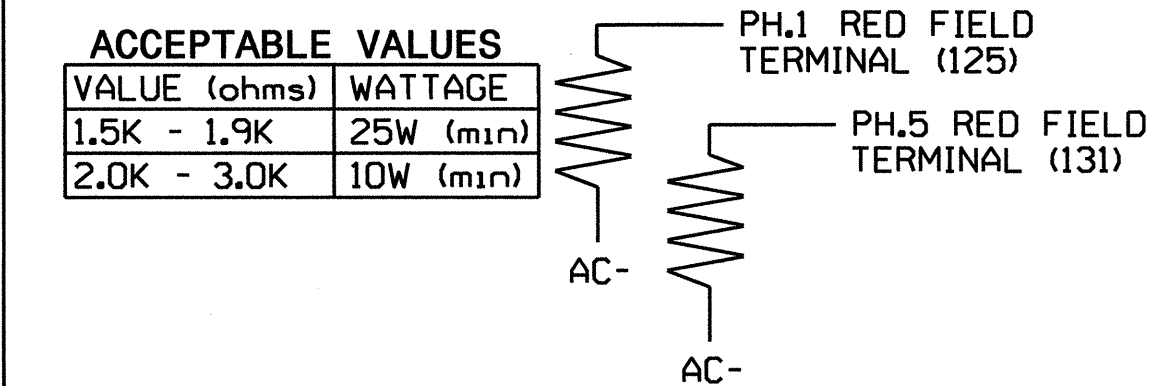 ACCEPTABLE VALUES
VALUE (ohms) WATTAGE
1.5K - 1.9K 25W (min)
2.0K - 3.0K 10W (min)
PH.1 RED FIELD
TERMINAL (125)
AC-
PH.5 RED FIELD
TERMINAL (131)
AC-